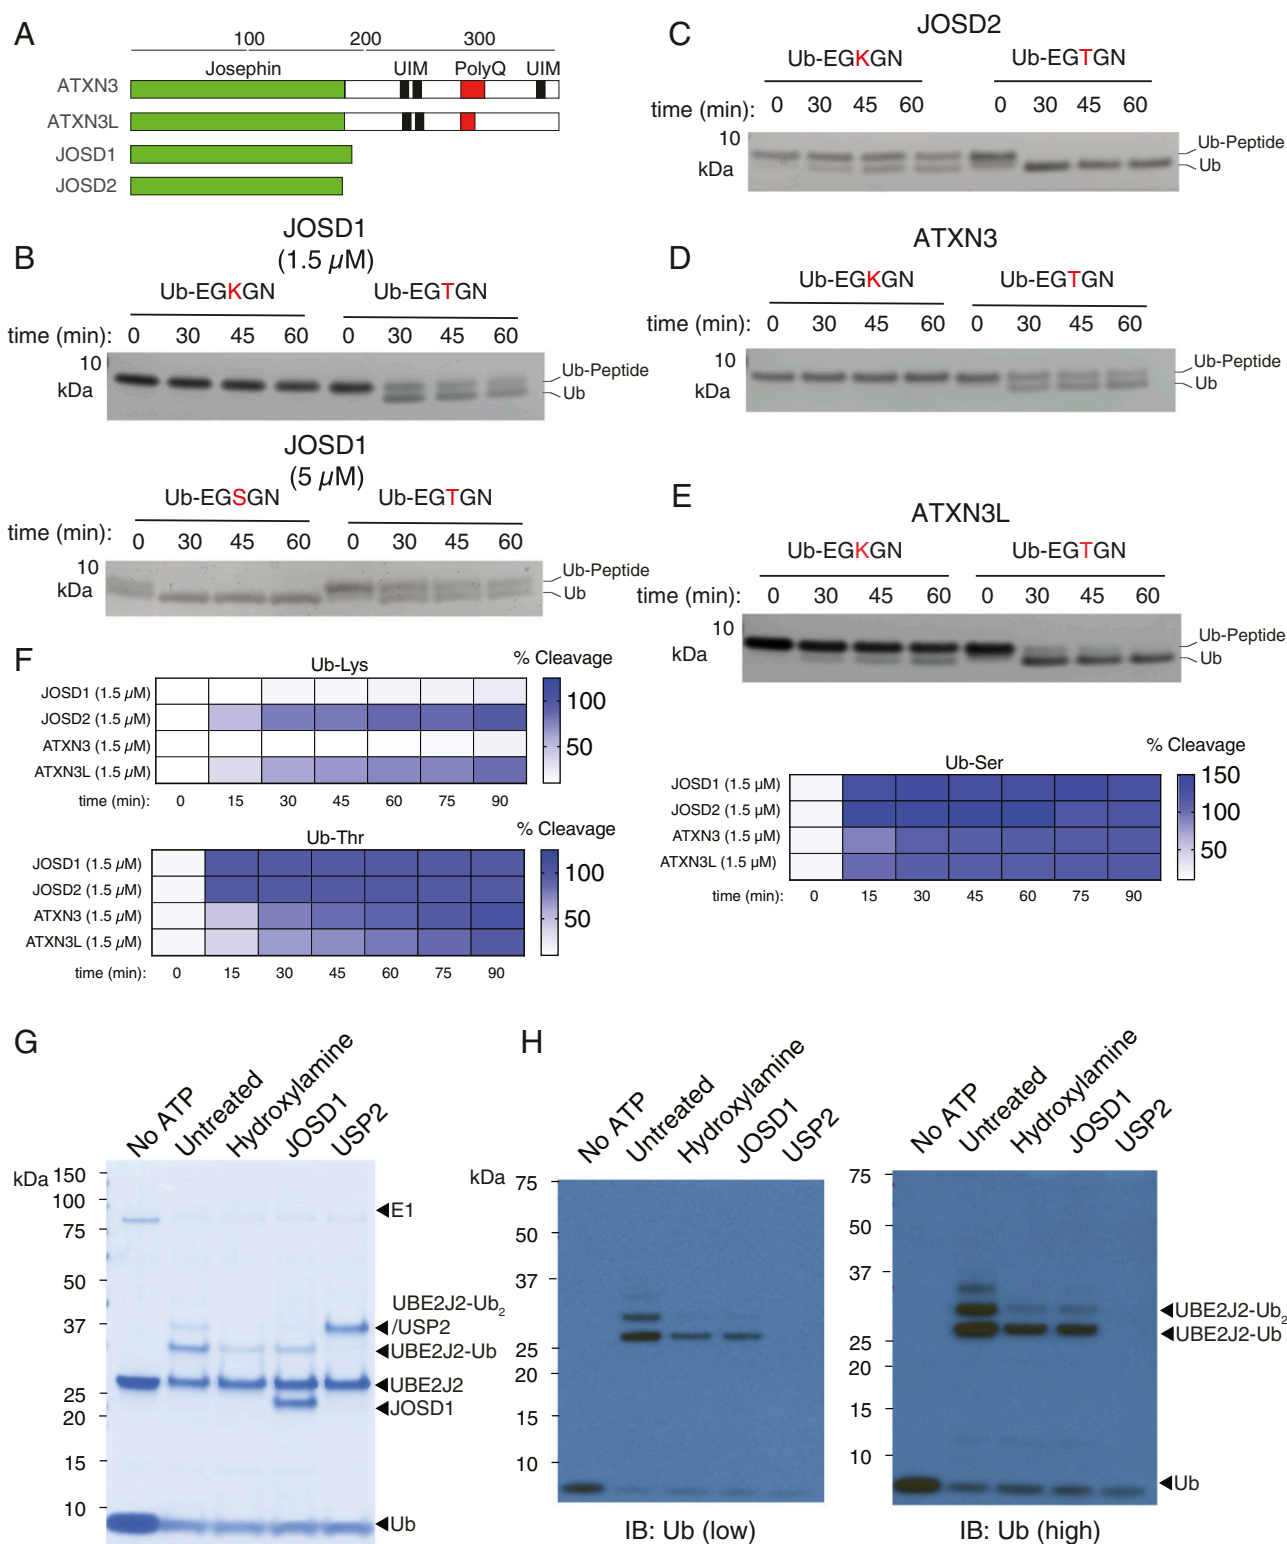 A
100 200 300
Josephin UIM PolyQ UIM
ATXN3
ATXN3L
JOSD1
JOSD2
B
JOSD1
(1.5 µM)
Ub-EGKGN Ub-EGTGN
time (min): 0 30 45 60 0 30 45 60
10
kDa
Ub-Peptide
Ub
JOSD1
(5 µM)
Ub-EGSGN Ub-EGTGN
time (min): 0 30 45 60 0 30 45 60
10
kDa
Ub-Peptide
Ub
C
JOSD2
Ub-EGKGN Ub-EGTGN
time (min): 0 30 45 60 0 30 45 60
10
kDa
Ub-Peptide
Ub
D
ATXN3
Ub-EGKGN Ub-EGTGN
time (min): 0 30 45 60 0 30 45 60
10
kDa
Ub-Peptide
Ub
E
ATXN3L
Ub-EGKGN Ub-EGTGN
time (min): 0 30 45 60 0 30 45 60
10
kDa
Ub-Peptide
Ub
F
Ub-Lys
% Cleavage
JOSD1 (1.5 µM)
JOSD2 (1.5 µM)
ATXN3 (1.5 µM)
ATXN3L (1.5 µM)
100
50
time (min): 0 15 30 45 60 75 90
Ub-Thr
% Cleavage
JOSD1 (1.5 µM)
JOSD2 (1.5 µM)
ATXN3 (1.5 µM)
ATXN3L (1.5 µM)
100
50
time (min): 0 15 30 45 60 75 90
Ub-Ser
% Cleavage
JOSD1 (1.5 µM)
JOSD2 (1.5 µM)
ATXN3 (1.5 µM)
ATXN3L (1.5 µM)
150
100
50
time (min): 0 15 30 45 60 75 90
G
No ATP Untreated Hydroxylamine JOSD1 USP2
kDa
150
100
75
50
37
25
20
15
10
E1
UBE2J2-Ub2
/USP2
UBE2J2-Ub
UBE2J2
JOSD1
Ub
H
No ATP Untreated Hydroxylamine JOSD1 USP2
kDa
75
50
37
25
20
15
10
IB: Ub (low)
No ATP Untreated Hydroxylamine JOSD1 USP2
75
50
37
25
20
15
10
UBE2J2-Ub2
UBE2J2-Ub
Ub
IB: Ub (high)